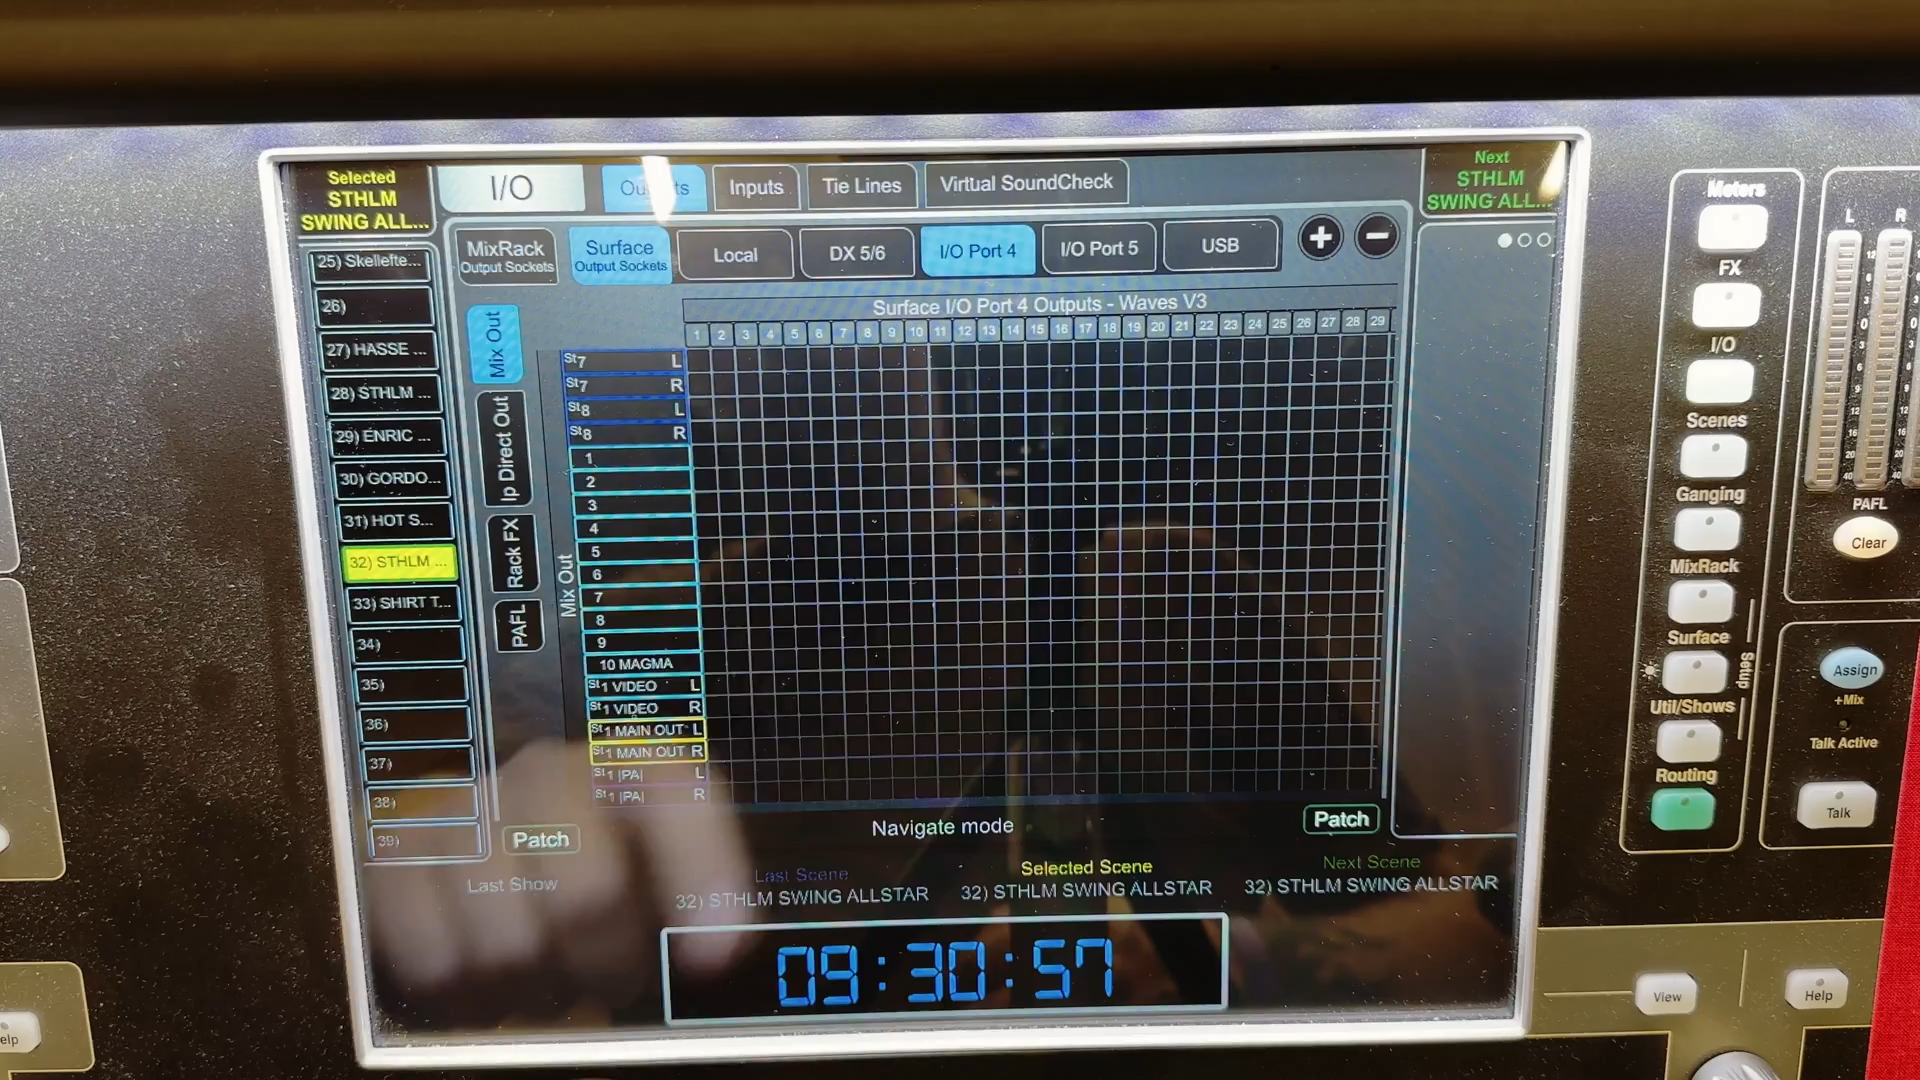 Selected
STHLM
SWING ALL...
I/O
Outputs
Inputs
Tie Lines
Virtual SoundCheck
Next
STHLM
SWING ALL...
MixRack
Output Sockets
Surface
Output Sockets
Local
DX 5/6
I/O Port 4
I/O Port 5
USB
+
-
Surface I/O Port 4 Outputs - Waves V3
1 2 3 4 5 6 7 8 9 10 11 12 13 14 15 16 17 18 19 20 21 22 23 24 25 26 27 28 29
25) Skellefte...
26)
27) HASSE ...
28) STHLM ...
29) ENRIC ...
30) GORDO...
31) HOT S...
32) STHLM ...
33) SHIRT T...
34)
35)
36)
37)
38)
39)
Mix Out
Ip Direct Out
Rack FX
PAFL
Mix Out
St7 L
St7 R
St8 L
St8 R
1
2
3
4
5
6
7
8
9
10 MAGMA
St1 VIDEO L
St1 VIDEO R
St1 MAIN OUT L
St1 MAIN OUT R
St1 |PA| L
St1 |PA| R
Patch
Navigate mode
Patch
Last Show
Last Scene
32) STHLM SWING ALLSTAR
Selected Scene
32) STHLM SWING ALLSTAR
Next Scene
32) STHLM SWING ALLSTAR
09:30:57
Meters
FX
I/O
Scenes
Ganging
MixRack
Surface
Setup
Util/Shows
Routing
L R
PAFL
Clear
Assign
+Mix
Talk Active
Talk
View
Help
elp